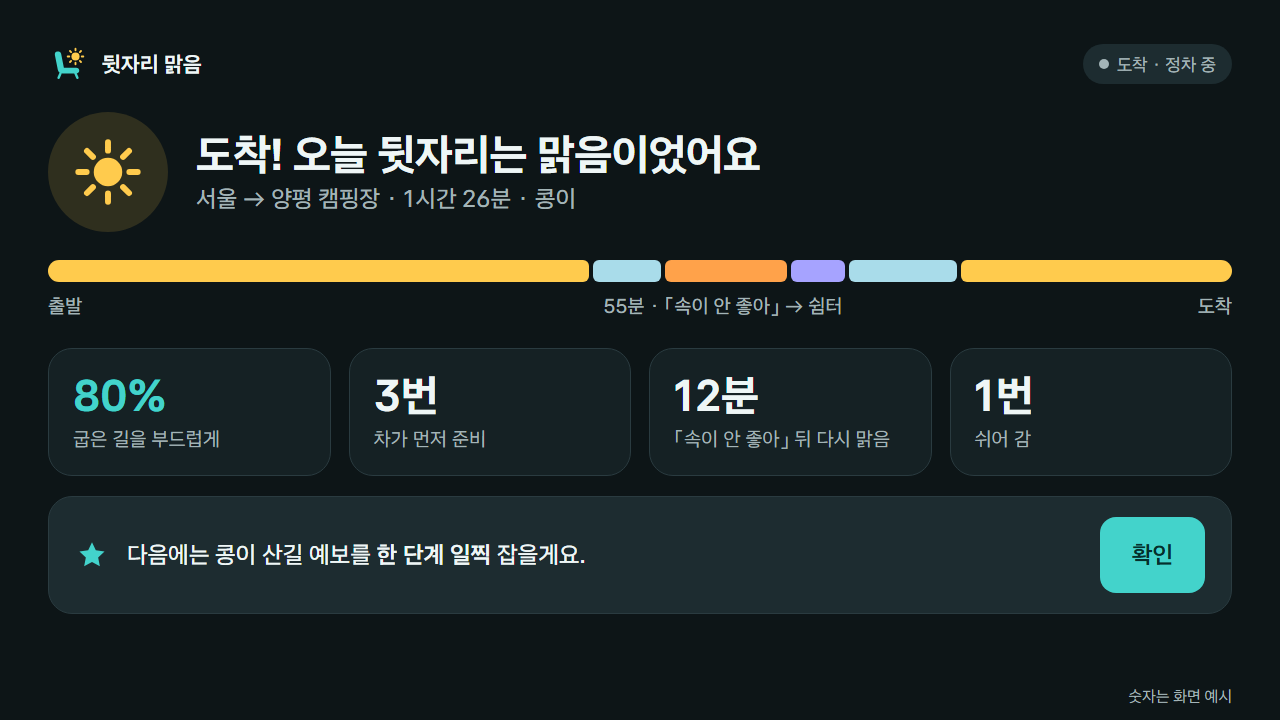 뒷자리 맑음
도착 · 정차 중
도착! 오늘 뒷자리는 맑음이었어요
서울 → 양평 캠핑장 · 1시간 26분 · 콩이
출발
55분 · 「속이 안 좋아」 → 쉼터
도착
80%
굽은 길을 부드럽게
3번
차가 먼저 준비
12분
「속이 안 좋아」 뒤 다시 맑음
1번
쉬어 감
다음에는 콩이 산길 예보를 한 단계 일찍 잡을게요.
확인
숫자는 화면 예시